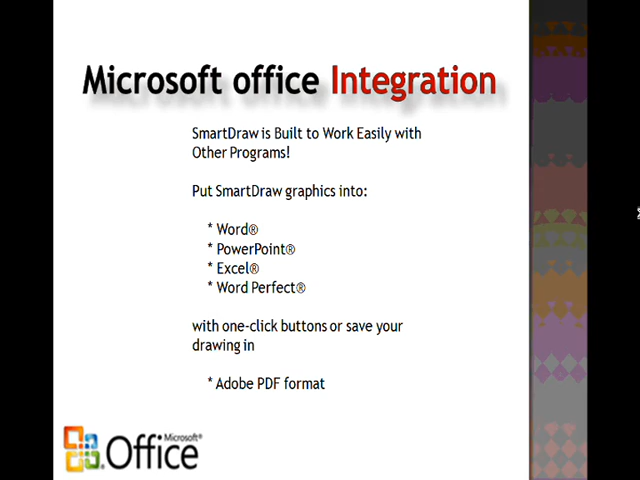 Microsoft office Integration
SmartDraw is Built to Work Easily with
Other Programs!
Put SmartDraw graphics into:
* Word®
* PowerPoint®
* Excel®
* Word Perfect®
with one-click buttons or save your
drawing in
* Adobe PDF format
Microsoft®
Office